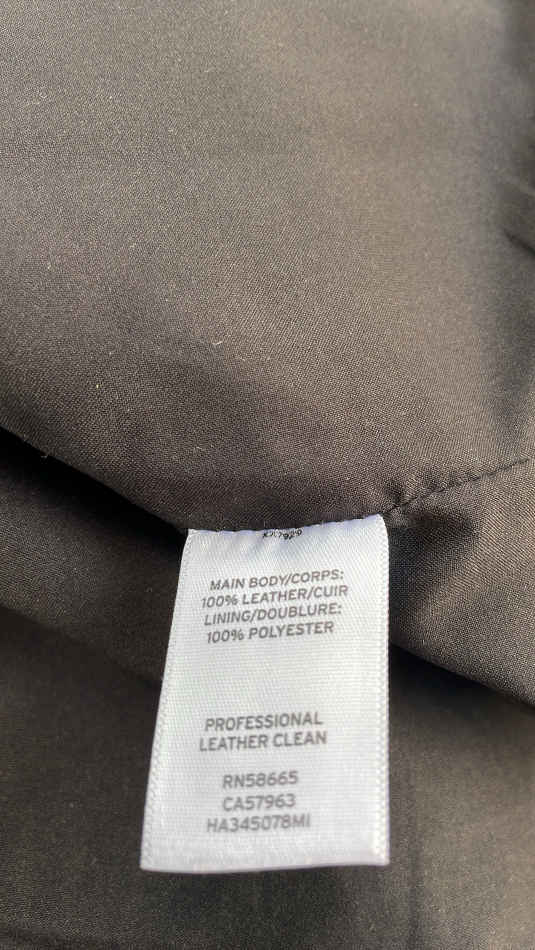 MAIN BODY/CORPS:
100% LEATHER/CUIR
LINING/DOUBLURE:
100% POLYESTER
PROFESSIONAL
LEATHER CLEAN
RN58665
CA57963
HA345078MI